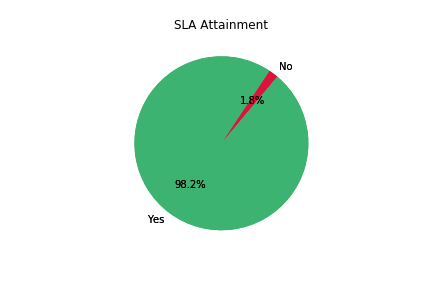 SLA Attainment
No
1.8%
98.2%
Yes